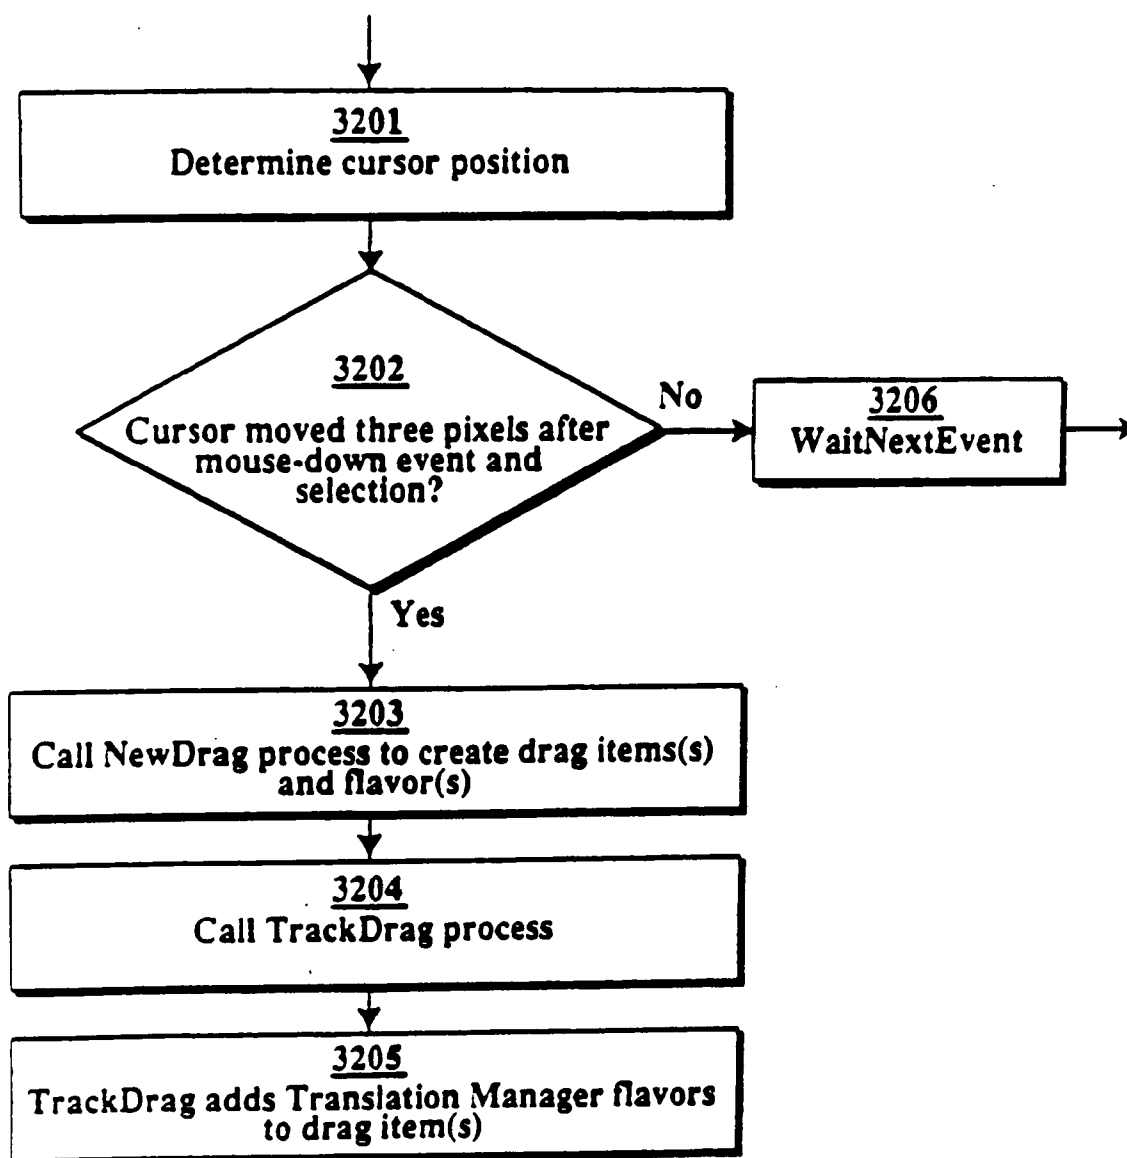 3201
Determine cursor position
3202
Cursor moved three pixels after
mouse-down event and
selection?
No
3206
WaitNextEvent
Yes
3203
Call NewDrag process to create drag items(s)
and flavor(s)
3204
Call TrackDrag process
3205
TrackDrag adds Translation Manager flavors
to drag item(s)